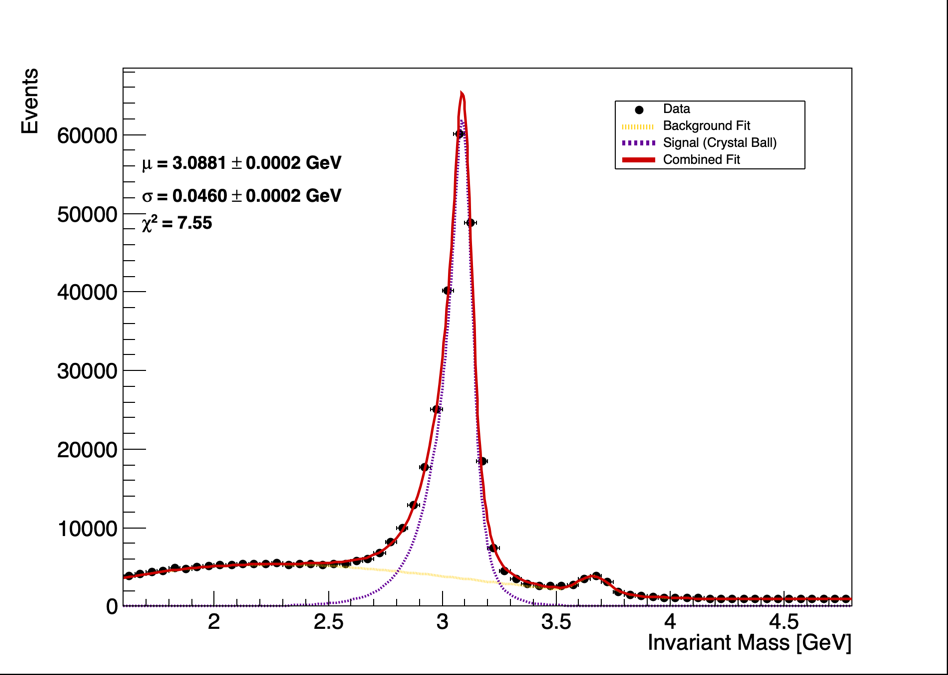 Events
60000
50000
40000
30000
20000
10000
0
μ = 3.0881 ± 0.0002 GeV
σ = 0.0460 ± 0.0002 GeV
χ² = 7.55
Data
Background Fit
Signal (Crystal Ball)
Combined Fit
2 2.5 3 3.5 4 4.5
Invariant Mass [GeV]